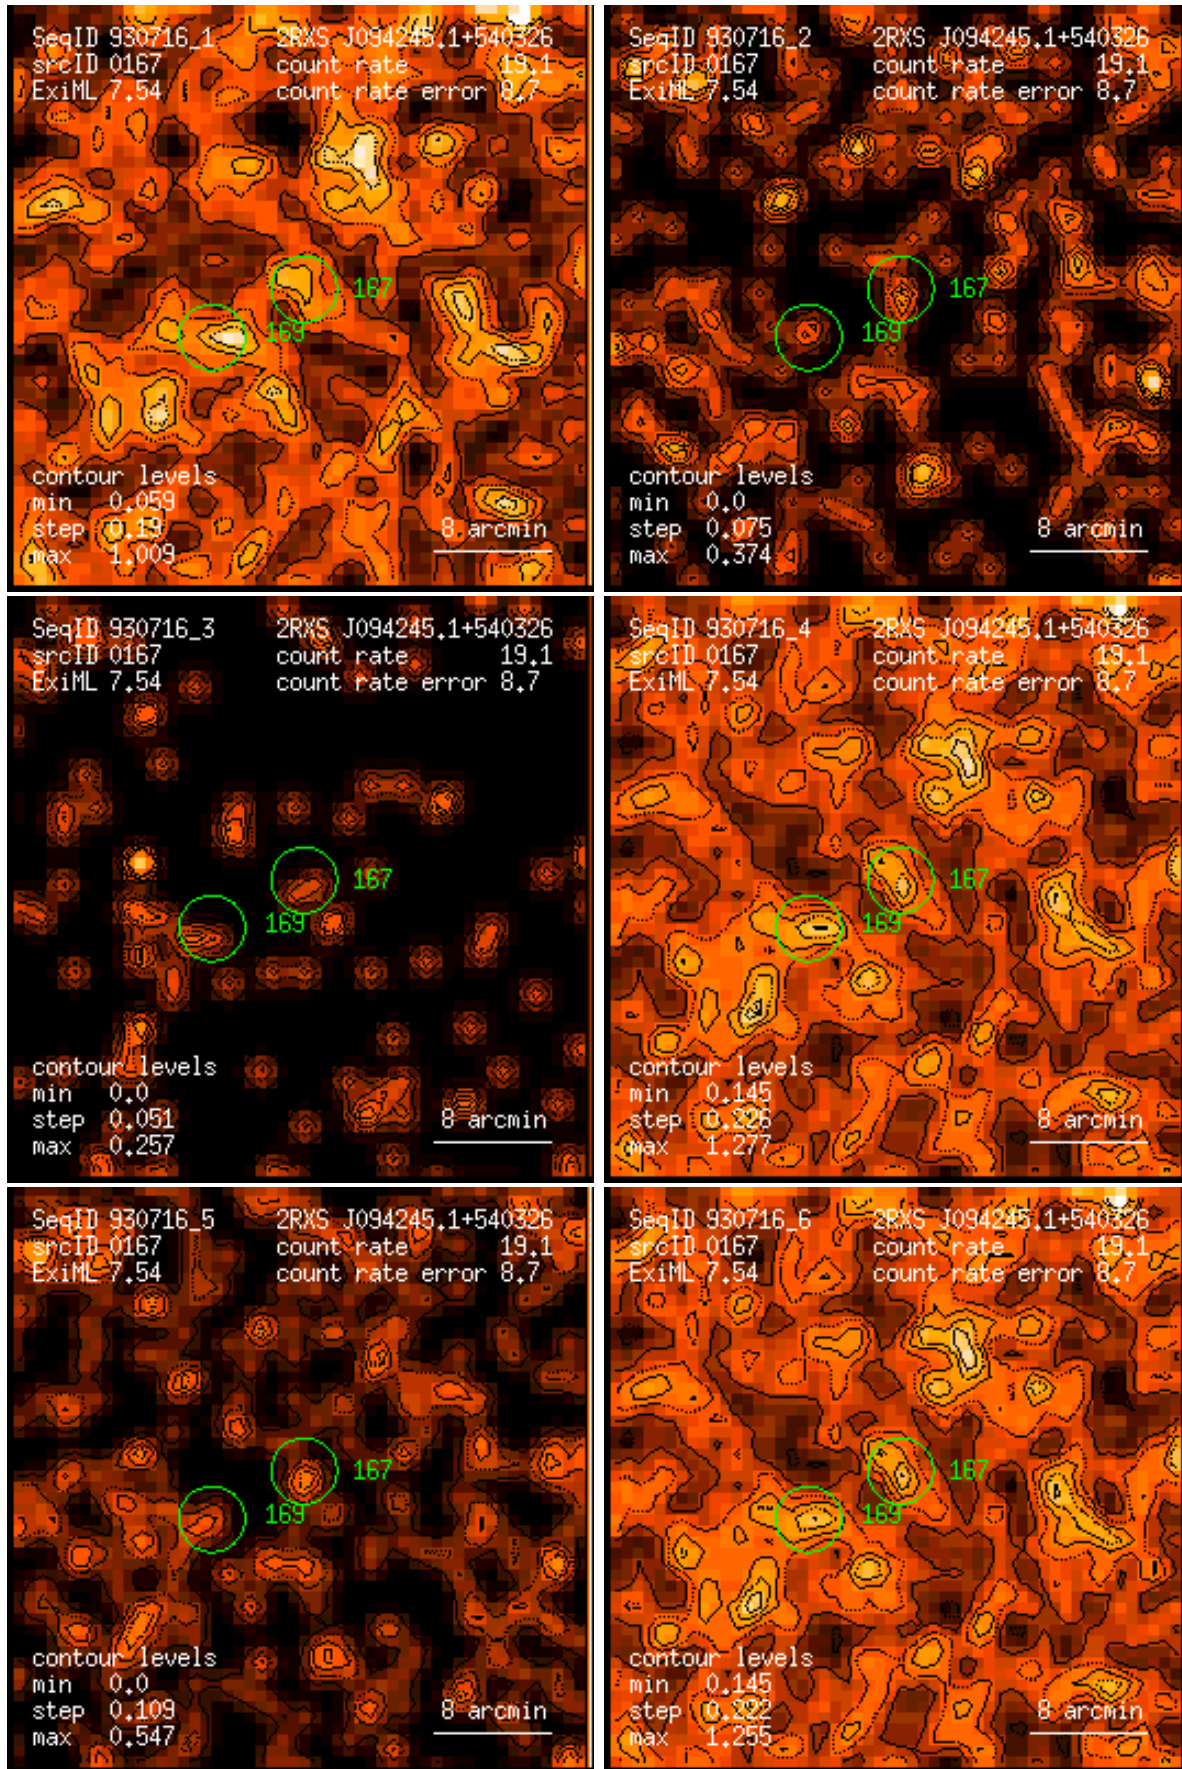 SeqID 930716_1 2RXS J094245.1+540326
srcID 0167 count rate 19.1
ExiML 7.54 count rate error 8.7
167
169
contour levels
min 0.059
step 0.19
max 1.009
8 arcmin
SeqID 930716_2 2RXS J094245.1+540326
srcID 0167 count rate 19.1
ExiML 7.54 count rate error 8.7
167
169
contour levels
min 0.0
step 0.075
max 0.374
8 arcmin
SeqID 930716_3 2RXS J094245.1+540326
srcID 0167 count rate 19.1
ExiML 7.54 count rate error 8.7
167
169
contour levels
min 0.0
step 0.051
max 0.257
8 arcmin
SeqID 930716_4 2RXS J094245.1+540326
srcID 0167 count rate 19.1
ExiML 7.54 count rate error 8.7
167
169
contour levels
min 0.145
step 0.226
max 1.277
8 arcmin
SeqID 930716_5 2RXS J094245.1+540326
srcID 0167 count rate 19.1
ExiML 7.54 count rate error 8.7
167
169
contour levels
min 0.0
step 0.109
max 0.547
8 arcmin
SeqID 930716_6 2RXS J094245.1+540326
srcID 0167 count rate 19.1
ExiML 7.54 count rate error 8.7
167
169
contour levels
min 0.145
step 0.222
max 1.255
8 arcmin